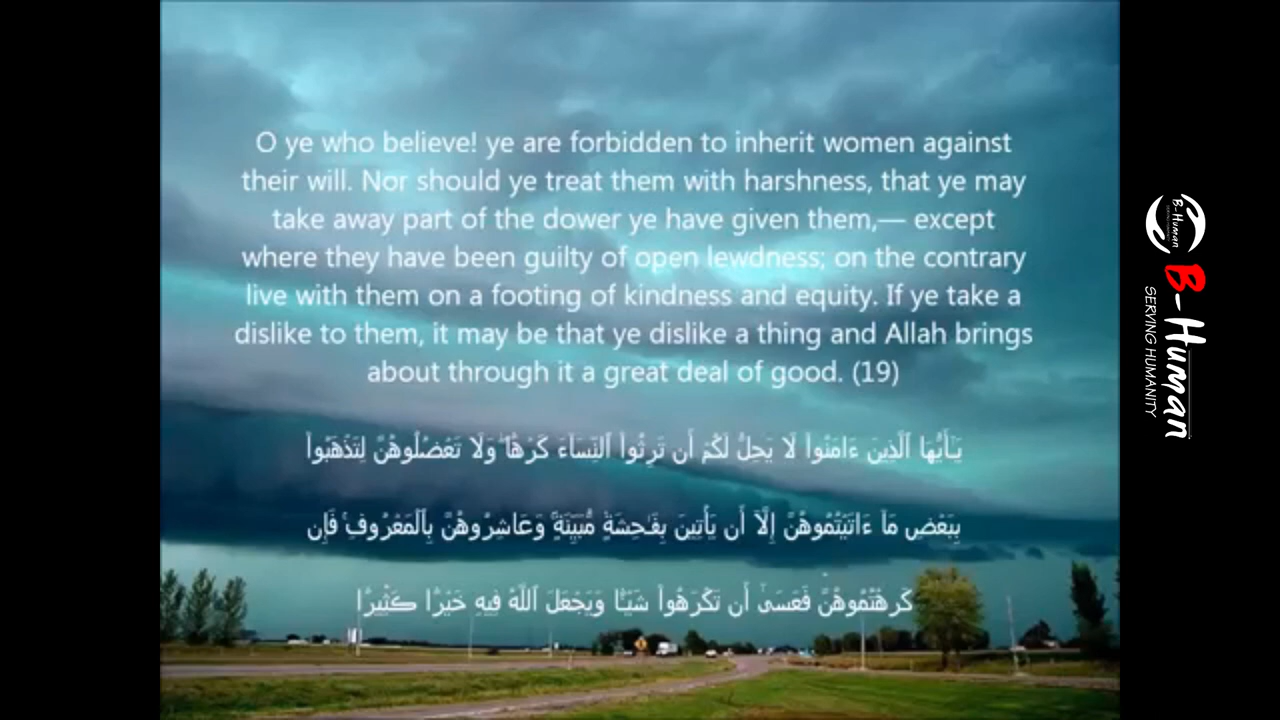 O ye who believe! ye are forbidden to inherit women against
their will. Nor should ye treat them with harshness, that ye may
take away part of the dower ye have given them,— except
where they have been guilty of open lewdness; on the contrary
live with them on a footing of kindness and equity. If ye take a
dislike to them, it may be that ye dislike a thing and Allah brings
about through it a great deal of good. (19)
يَـٰٓأَيُّهَا ٱلَّذِينَ ءَامَنُوا۟ لَا يَحِلُّ لَكُمْ أَن تَرِثُوا۟ ٱلنِّسَآءَ كَرْهًۭا ۖ وَلَا تَعْضُلُوهُنَّ لِتَذْهَبُوا۟
بِبَعْضِ مَآ ءَاتَيْتُمُوهُنَّ إِلَّآ أَن يَأْتِينَ بِفَـٰحِشَةٍۢ مُّبَيِّنَةٍۢ ۚ وَعَاشِرُوهُنَّ بِٱلْمَعْرُوفِ ۚ فَإِن
كَرِهْتُمُوهُنَّ فَعَسَىٰٓ أَن تَكْرَهُوا۟ شَيْـًۭٔا وَيَجْعَلَ ٱللَّهُ فِيهِ خَيْرًۭا كَثِيرًۭا
B-Human
B-Human
SERVING HUMANITY